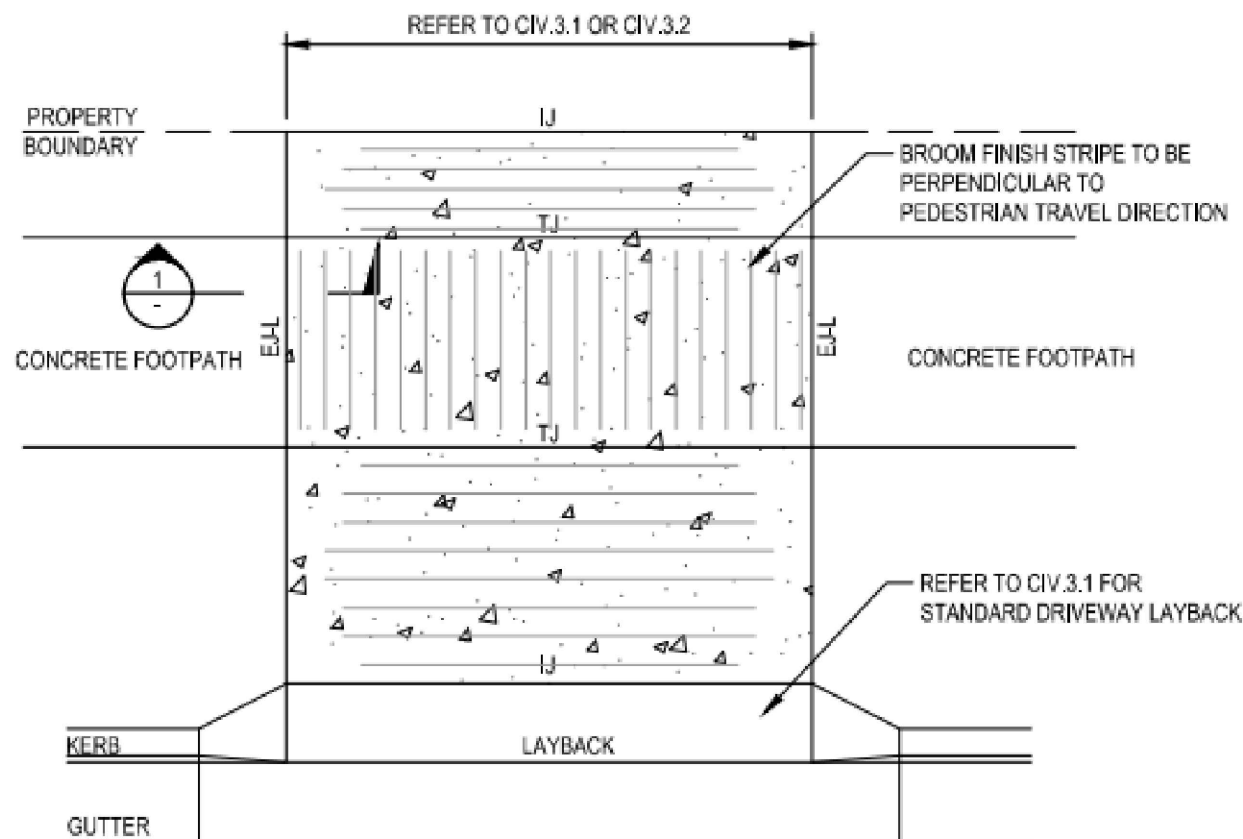 REFER TO CIV.3.1 OR CIV.3.2
PROPERTY
BOUNDARY
IJ
BROOM FINISH STRIPE TO BE
PERPENDICULAR TO
PEDESTRIAN TRAVEL DIRECTION
TJ
1
-
EJ-L
EJ-L
CONCRETE FOOTPATH
CONCRETE FOOTPATH
TJ
REFER TO CIV.3.1 FOR
STANDARD DRIVEWAY LAYBACK
IJ
KERB
LAYBACK
GUTTER